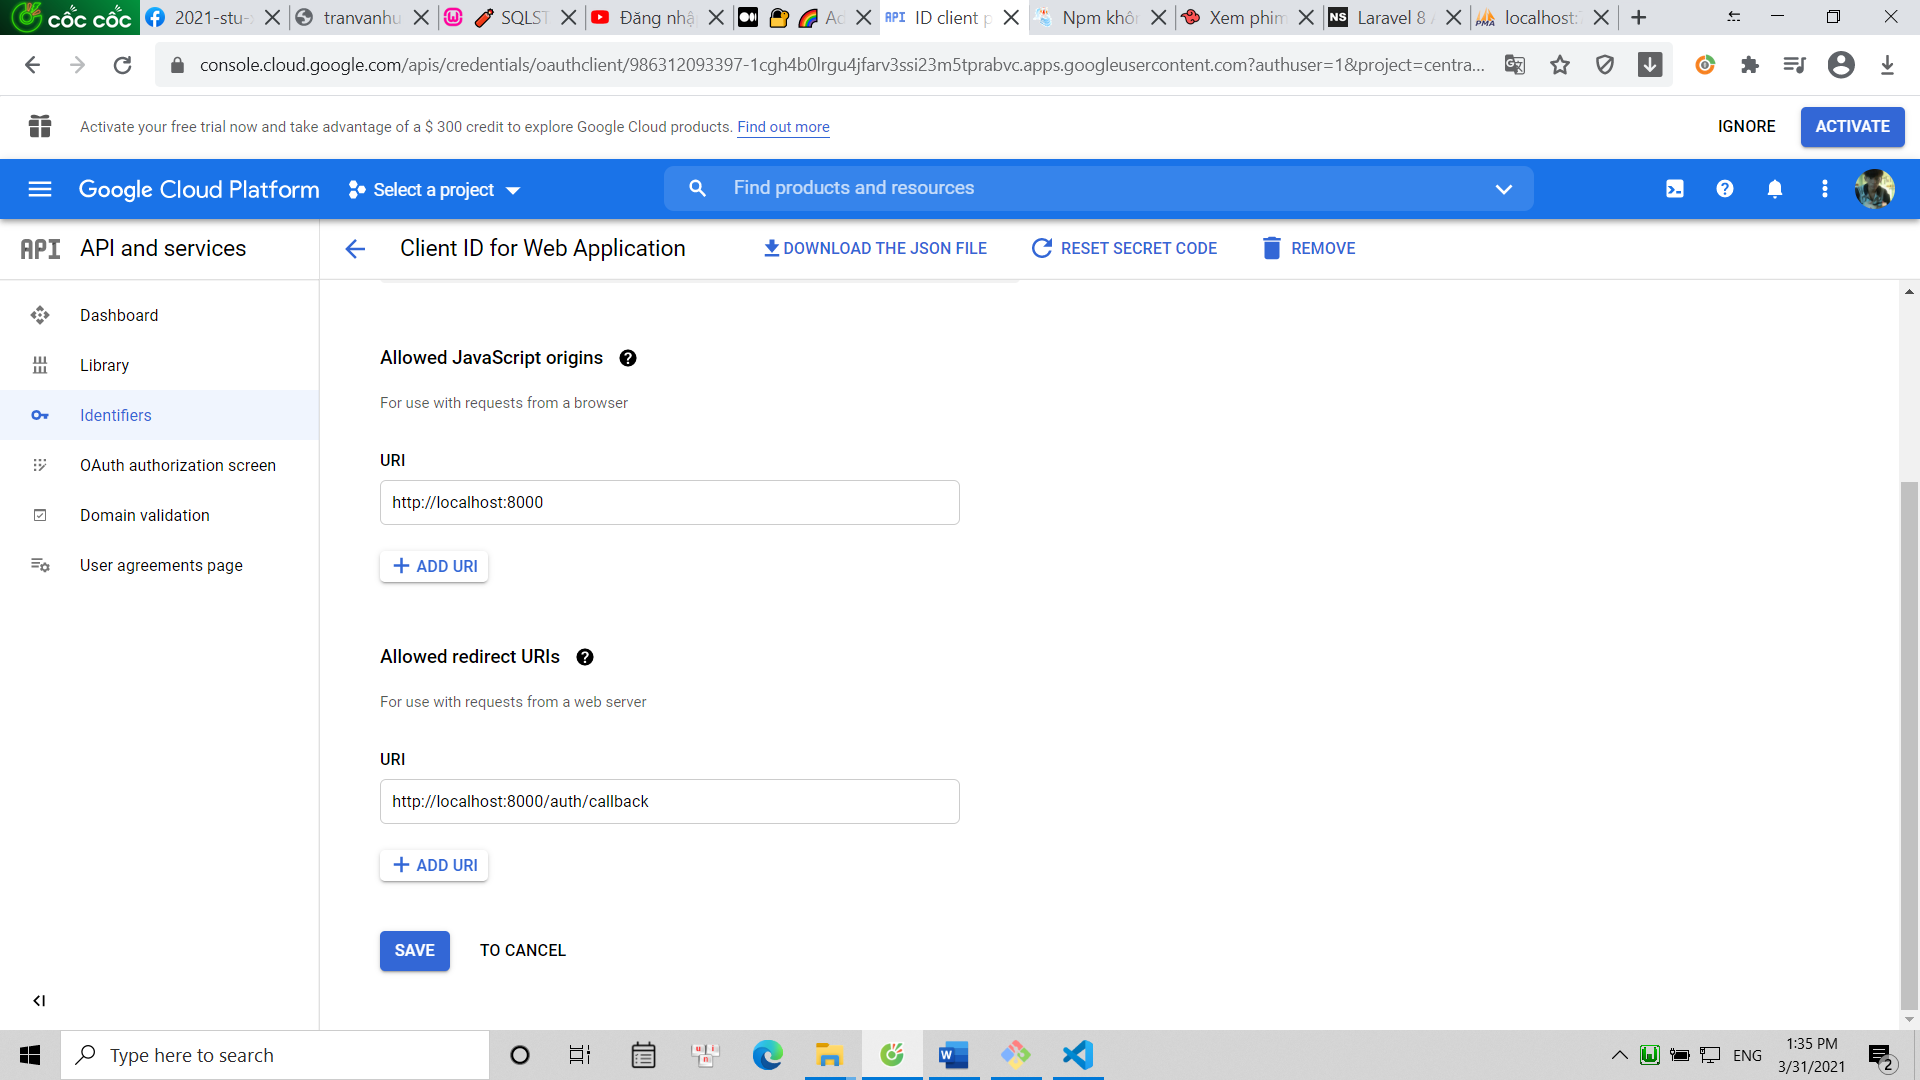 cốc cốc
2021-stu-
tranvanhu
SQLST
Đăng nhậ
Ad
API ID client p
Npm khôn
Xem phim
NS Laravel 8 /
PMA localhost:
console.cloud.google.com/apis/credentials/oauthclient/986312093397-1cgh4b0lrgu4jfarv3ssi23m5tprabvc.apps.googleusercontent.com?authuser=1&project=centra...
Activate your free trial now and take advantage of a $ 300 credit to explore Google Cloud products. Find out more
IGNORE
ACTIVATE
Google Cloud Platform
Select a project
Find products and resources
API API and services
Client ID for Web Application
DOWNLOAD THE JSON FILE
RESET SECRET CODE
REMOVE
Dashboard
Library
Identifiers
OAuth authorization screen
Domain validation
User agreements page
Allowed JavaScript origins
For use with requests from a browser
URI
http://localhost:8000
+ ADD URI
Allowed redirect URIs
For use with requests from a web server
URI
http://localhost:8000/auth/callback
+ ADD URI
SAVE
TO CANCEL
Type here to search
ENG
1:35 PM
3/31/2021
2